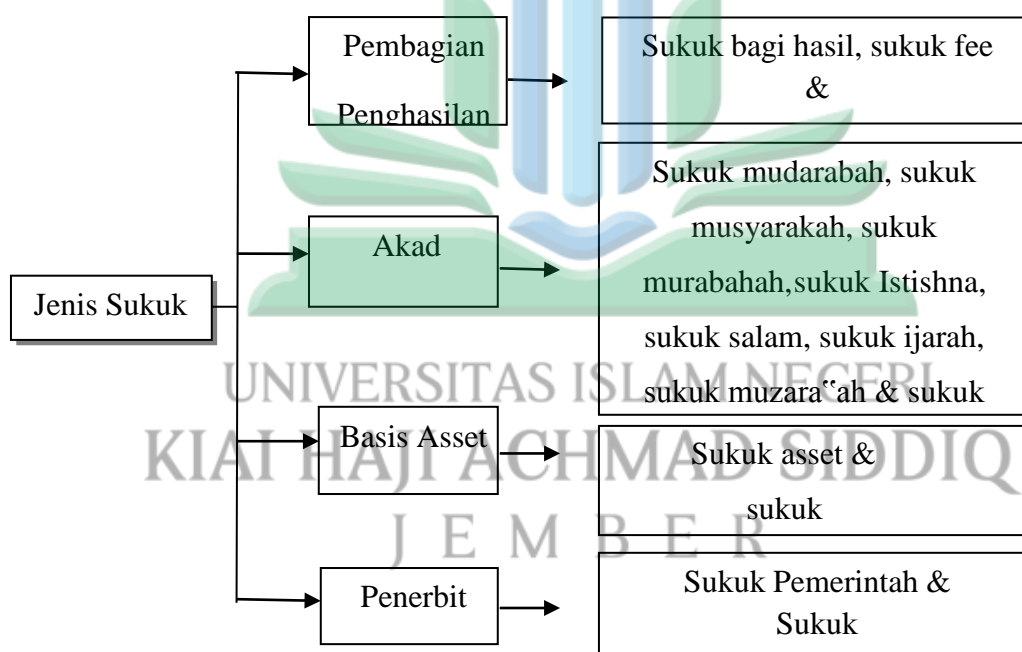 Pembagian
Penghasilan
Sukuk bagi hasil, sukuk fee
&
Akad
Sukuk mudarabah, sukuk
musyarakah, sukuk
murabahah,sukuk Istishna,
sukuk salam, sukuk ijarah,
sukuk muzara‟ah & sukuk
Jenis Sukuk
Basis Asset
Sukuk asset &
sukuk
Penerbit
Sukuk Pemerintah &
Sukuk
UNIVERSITAS ISLAM NEGERI
KIAI HAJI ACHMAD SIDDIQ
JEMBER